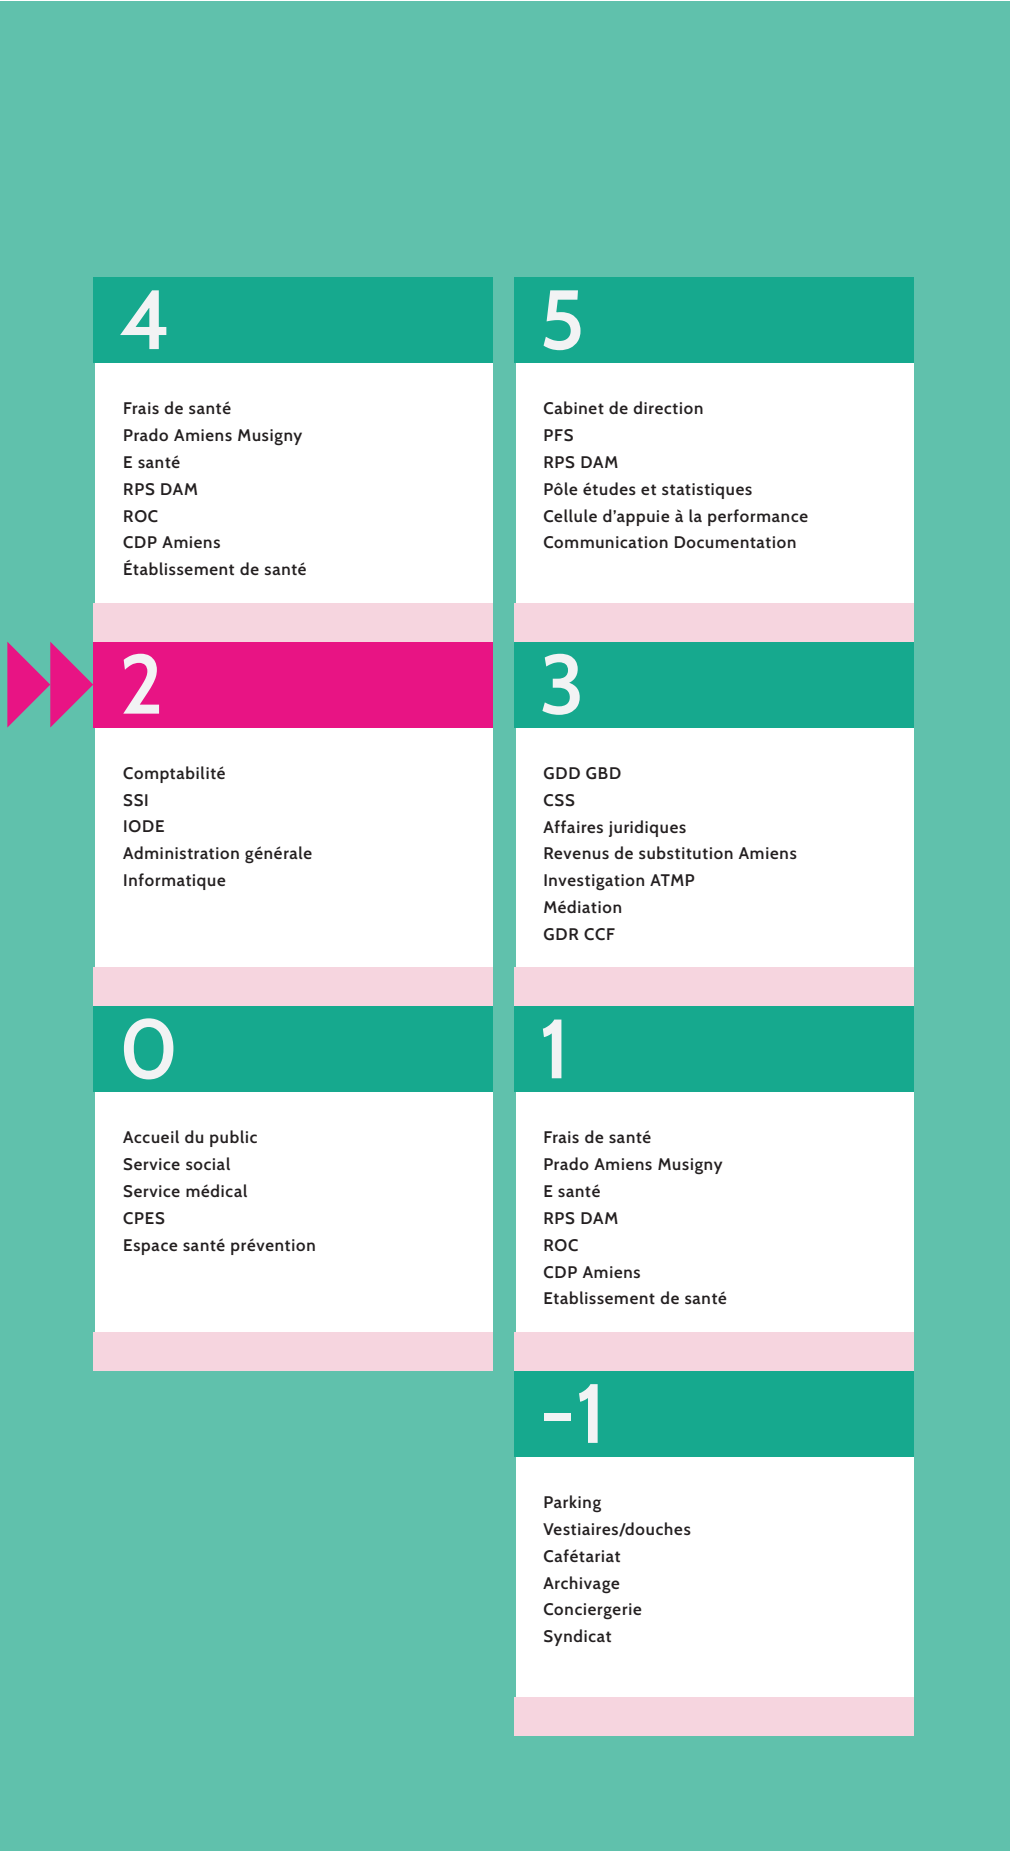 4
Frais de santé
Prado Amiens Musigny
E santé
RPS DAM
ROC
CDP Amiens
Établissement de santé
5
Cabinet de direction
PFS
RPS DAM
Pôle études et statistiques
Cellule d'appuie à la performance
Communication Documentation
2
Comptabilité
SSI
IODE
Administration générale
Informatique
3
GDD GBD
CSS
Affaires juridiques
Revenus de substitution Amiens
Investigation ATMP
Médiation
GDR CCF
0
Accueil du public
Service social
Service médical
CPES
Espace santé prévention
1
Frais de santé
Prado Amiens Musigny
E santé
RPS DAM
ROC
CDP Amiens
Etablissement de santé
-1
Parking
Vestiaires/douches
Cafétariat
Archivage
Conciergerie
Syndicat